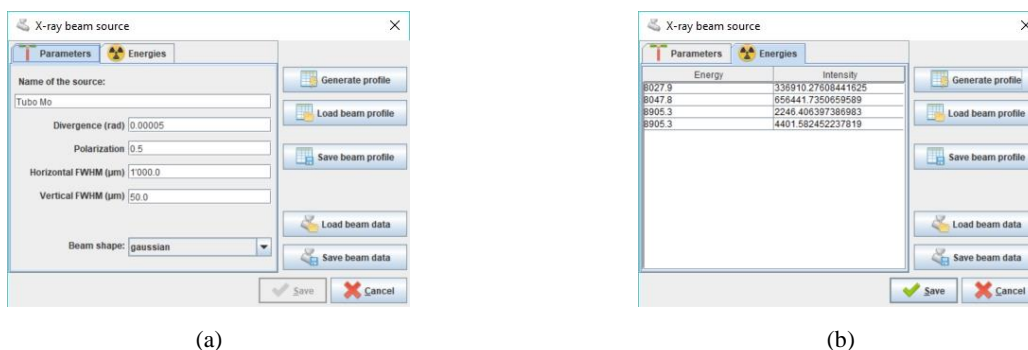 X-ray beam source
Parameters Energies
Name of the source:
Tubo Mo
Divergence (rad) 0.00005
Polarization 0.5
Horizontal FWHM (µm) 1'000.0
Vertical FWHM (µm) 50.0
Beam shape: gaussian
Generate profile
Load beam profile
Save beam profile
Load beam data
Save beam data
Save Cancel
(a)
X-ray beam source
Parameters Energies
Energy Intensity
8027.9 336910.27608441625
8047.8 656441.7350659589
8905.3 2246.406397386983
8905.3 4401.582452237819
Generate profile
Load beam profile
Save beam profile
Load beam data
Save beam data
Save Cancel
(b)